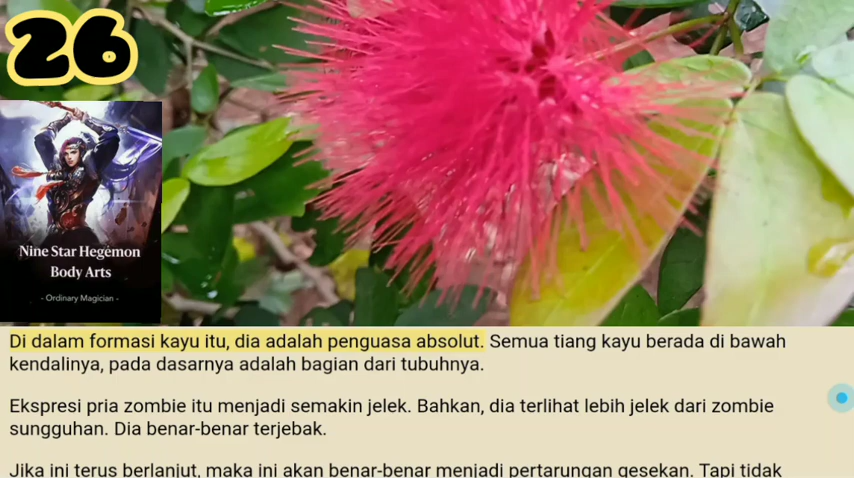 26
Nine Star Hegemon
Body Arts
- Ordinary Magician -
Di dalam formasi kayu itu, dia adalah penguasa absolut. Semua tiang kayu berada di bawah
kendalinya, pada dasarnya adalah bagian dari tubuhnya.
Ekspresi pria zombie itu menjadi semakin jelek. Bahkan, dia terlihat lebih jelek dari zombie
sungguhan. Dia benar-benar terjebak.
Jika ini terus berlanjut, maka ini akan benar-benar menjadi pertarungan gesekan. Tapi tidak